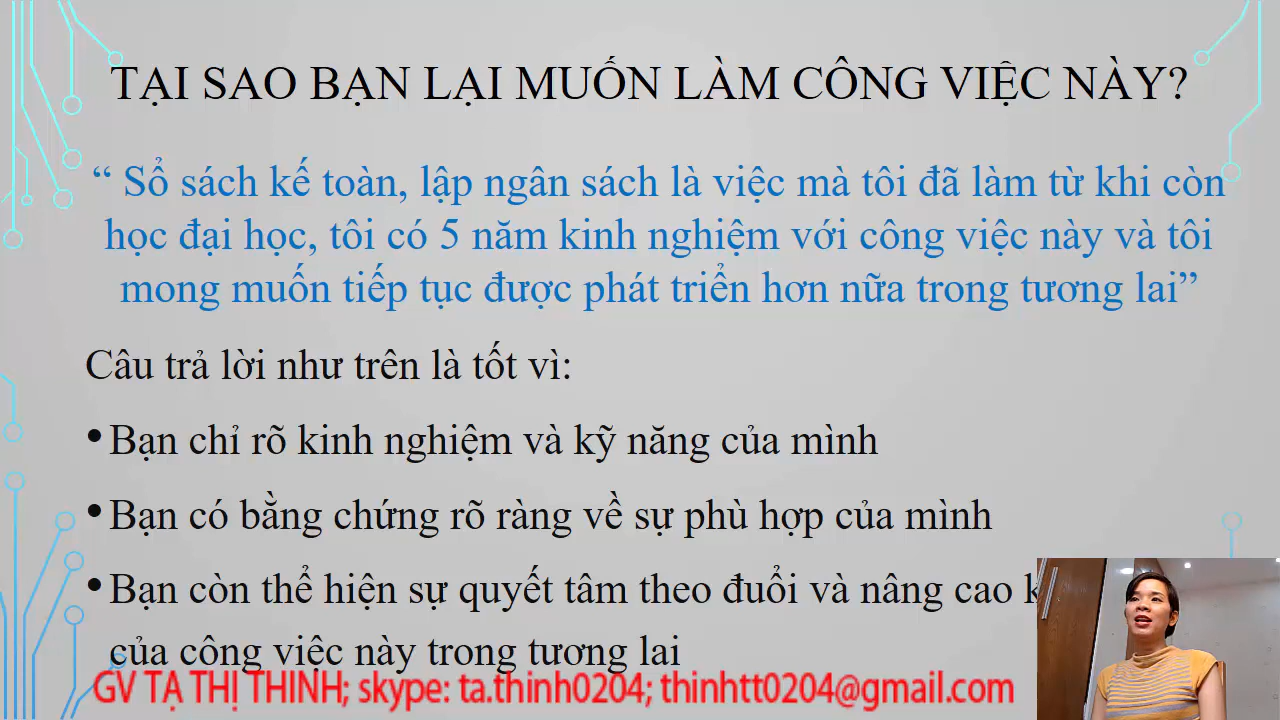 TẠI SAO BẠN LẠI MUỐN LÀM CÔNG VIỆC NÀY?
“ Sổ sách kế toàn, lập ngân sách là việc mà tôi đã làm từ khi còn
học đại học, tôi có 5 năm kinh nghiệm với công việc này và tôi
mong muốn tiếp tục được phát triển hơn nữa trong tương lai”
Câu trả lời như trên là tốt vì:
• Bạn chỉ rõ kinh nghiệm và kỹ năng của mình
• Bạn có bằng chứng rõ ràng về sự phù hợp của mình
• Bạn còn thể hiện sự quyết tâm theo đuổi và nâng cao
của công việc này trong tương lai
GV TẠ THỊ THINH; skype: ta.thinh0204; thinhtt0204@gmail.com